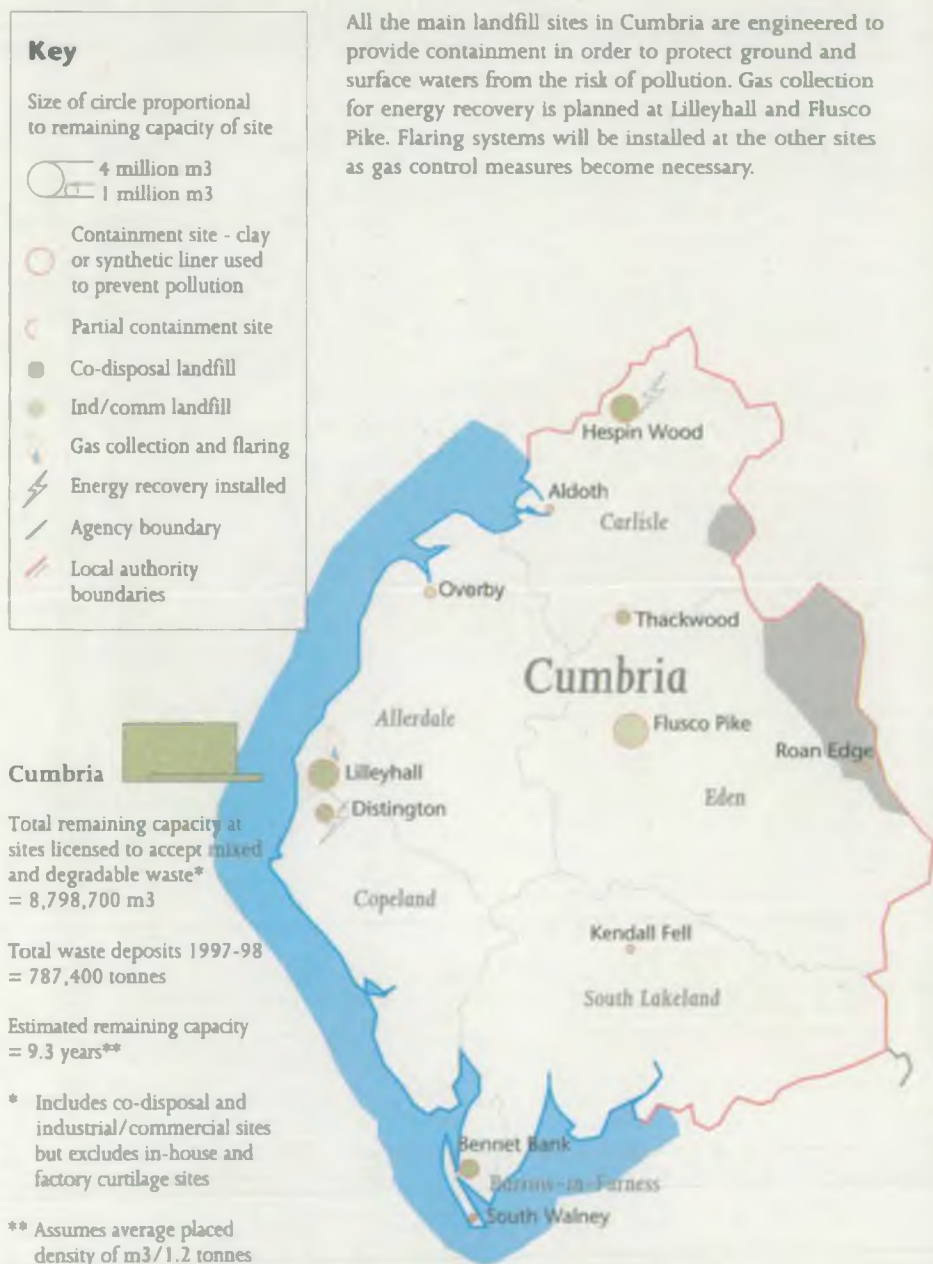 Key
Size of circle proportional
to remaining capacity of site
4 million m3
1 million m3
Containment site - clay
or synthetic liner used
to prevent pollution
Partial containment site
Co-disposal landfill
Ind/comm landfill
Gas collection and flaring
Energy recovery installed
Agency boundary
Local authority
boundaries
All the main landfill sites in Cumbria are engineered to
provide containment in order to protect ground and
surface waters from the risk of pollution. Gas collection
for energy recovery is planned at Lilleyhall and Flusco
Pike. Flaring systems will be installed at the other sites
as gas control measures become necessary.
Hespin Wood
Aldoth
Carlisle
Overby
Thackwood
Cumbria
Allerdale
Flusco Pike
Roan Edge
Lilleyhall
Eden
Distington
Copeland
Kendall Fell
South Lakeland
Bennet Bank
Barrow-in-Furness
South Walney
Cumbria
Total remaining capacity at
sites licensed to accept mixed
and degradable waste*
= 8,798,700 m3
Total waste deposits 1997-98
= 787,400 tonnes
Estimated remaining capacity
= 9.3 years**
* Includes co-disposal and
industrial/commercial sites
but excludes in-house and
factory curtilage sites
** Assumes average placed
density of m3/1.2 tonnes